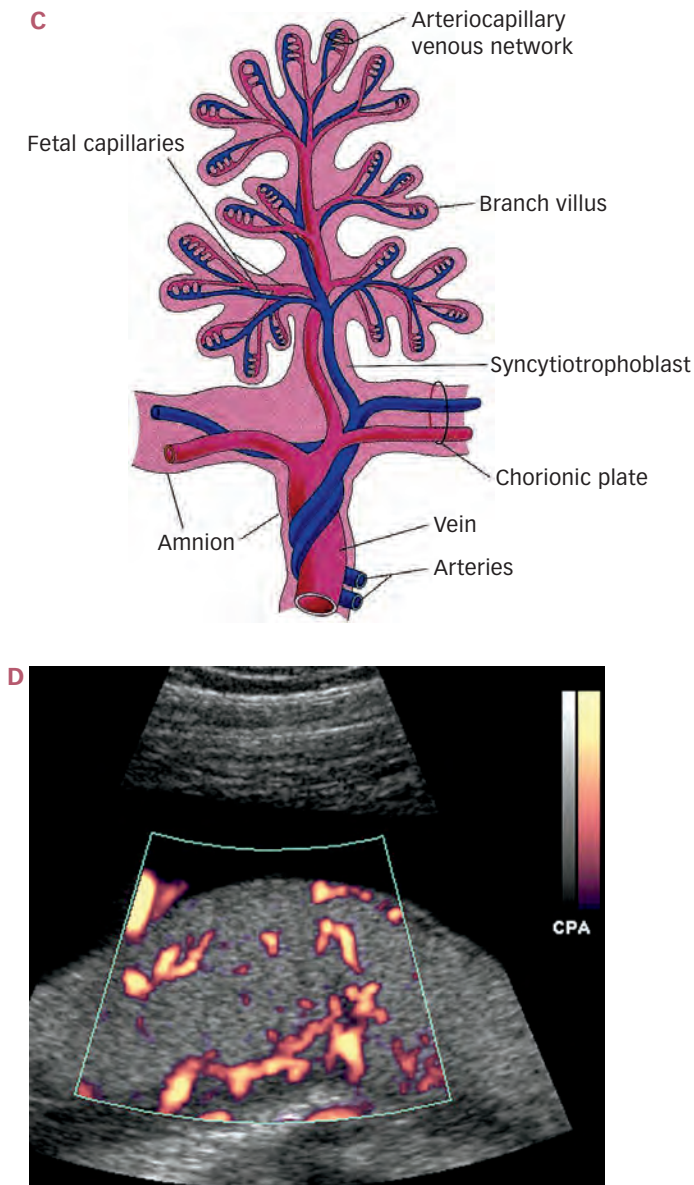 C
Arteriocapillary
venous network
Fetal capillaries
Branch villus
Syncytiotrophoblast
Chorionic plate
Amnion
Vein
Arteries
D
CPA